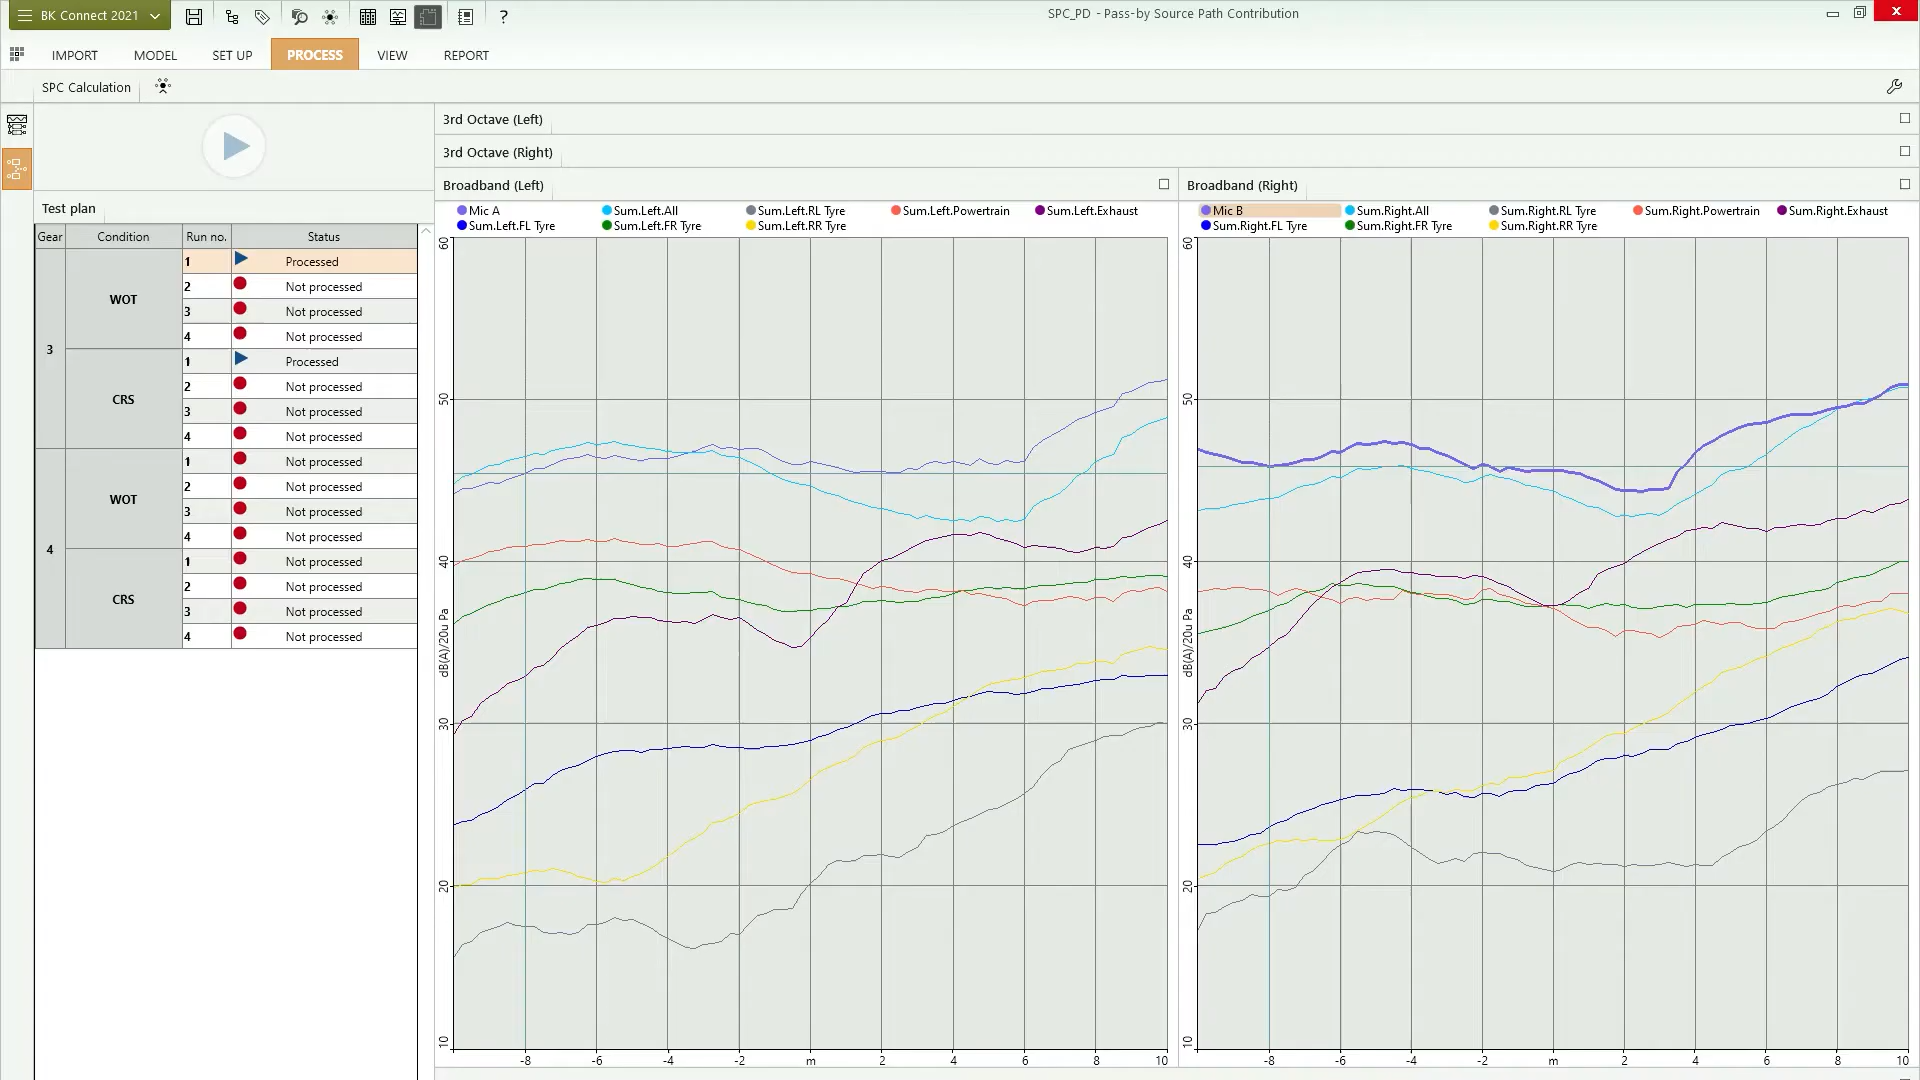 BK Connect 2021
?
SPC_PD - Pass-by Source Path Contribution
IMPORT MODEL SET UP PROCESS VIEW REPORT
SPC Calculation
3rd Octave (Left)
3rd Octave (Right)
Broadband (Left) Broadband (Right)
Test plan
Gear Condition Run no. Status
3 WOT 1 Processed
2 Not processed
3 Not processed
4 Not processed
CRS 1 Processed
2 Not processed
3 Not processed
4 Not processed
4 WOT 1 Not processed
2 Not processed
3 Not processed
4 Not processed
CRS 1 Not processed
2 Not processed
3 Not processed
4 Not processed
Mic A Sum.Left.All Sum.Left.RL Tyre Sum.Left.Powertrain Sum.Left.Exhaust
Sum.Left.FL Tyre Sum.Left.FR Tyre Sum.Left.RR Tyre
60
50
40
dB(A)/20u Pa
30
20
10
-8 -6 -4 -2 m 2 4 6 8 10
Mic B Sum.Right.All Sum.Right.RL Tyre Sum.Right.Powertrain Sum.Right.Exhaust
Sum.Right.FL Tyre Sum.Right.FR Tyre Sum.Right.RR Tyre
60
50
40
dB(A)/20u Pa
30
20
10
-8 -6 -4 -2 m 2 4 6 8 10